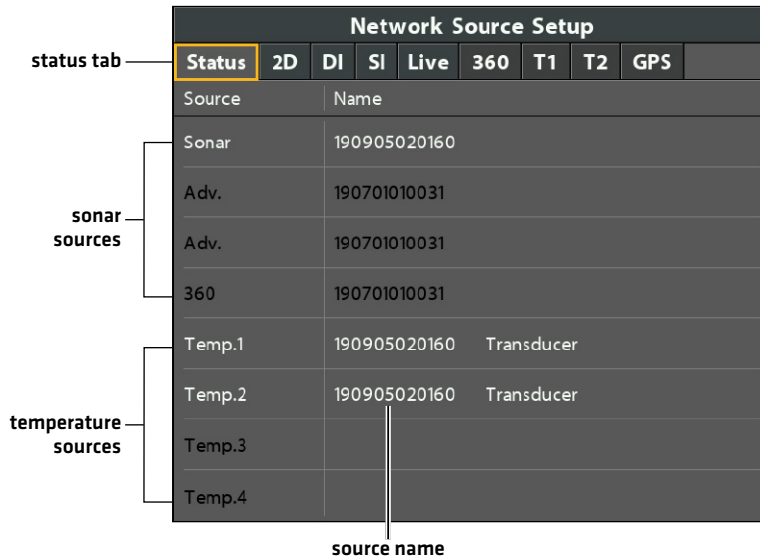 Network Source Setup
status tab
Status 2D DI SI Live 360 T1 T2 GPS
Source Name
Sonar 190905020160
Adv. 190701010031
sonar
sources
Adv. 190701010031
360 190701010031
Temp.1 190905020160 Transducer
Temp.2 190905020160 Transducer
temperature
sources
Temp.3
Temp.4
source name